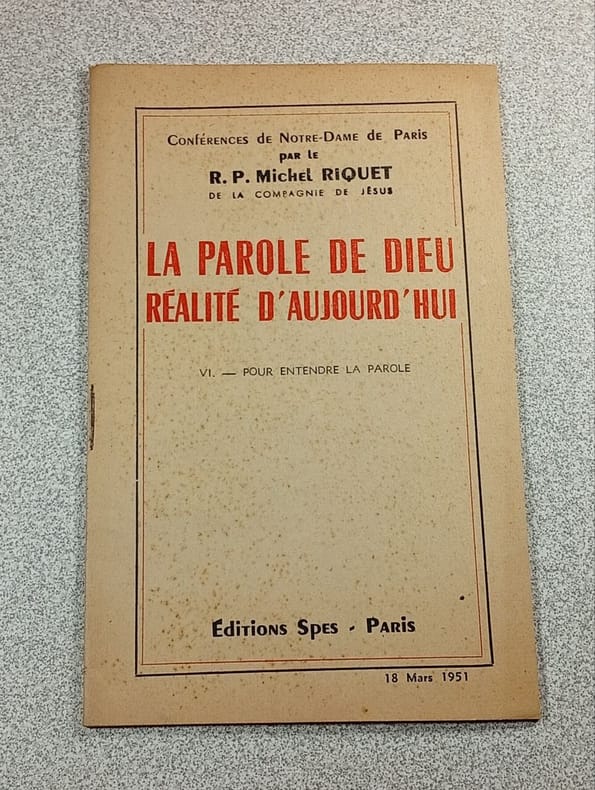 Conférences de Notre-Dame de Paris
par le
R. P. Michel RIQUET
DE LA COMPAGNIE DE JÉSUS
LA PAROLE DE DIEU
RÉALITÉ D'AUJOURD'HUI
VI. — POUR ENTENDRE LA PAROLE
Éditions Spes - Paris
18 Mars 1951